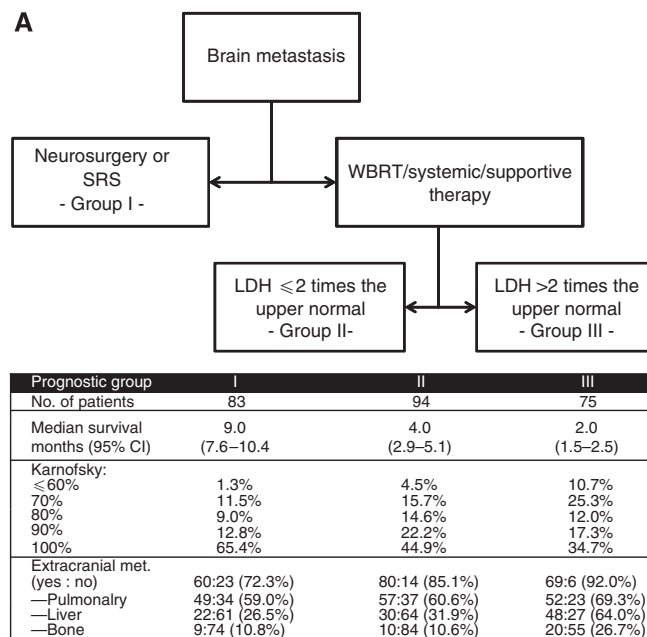 A
Brain metastasis
Neurosurgery or
SRS
- Group I -
WBRT/systemic/supportive
therapy
LDH ⩽2 times the
upper normal
- Group II-
LDH >2 times the
upper normal
- Group III -
Prognostic group I II III
No. of patients 83 94 75
Median survival 9.0 4.0 2.0
months (95% CI) (7.6–10.4 (2.9–5.1) (1.5–2.5)
Karnofsky:
⩽60% 1.3% 4.5% 10.7%
70% 11.5% 15.7% 25.3%
80% 9.0% 14.6% 12.0%
90% 12.8% 22.2% 17.3%
100% 65.4% 44.9% 34.7%
Extracranial met.
(yes : no) 60:23 (72.3%) 80:14 (85.1%) 69:6 (92.0%)
—Pulmonalry 49:34 (59.0%) 57:37 (60.6%) 52:23 (69.3%)
—Liver 22:61 (26.5%) 30:64 (31.9%) 48:27 (64.0%)
—Bone 9:74 (10.8%) 10:84 (10.6%) 20:55 (26.7%)